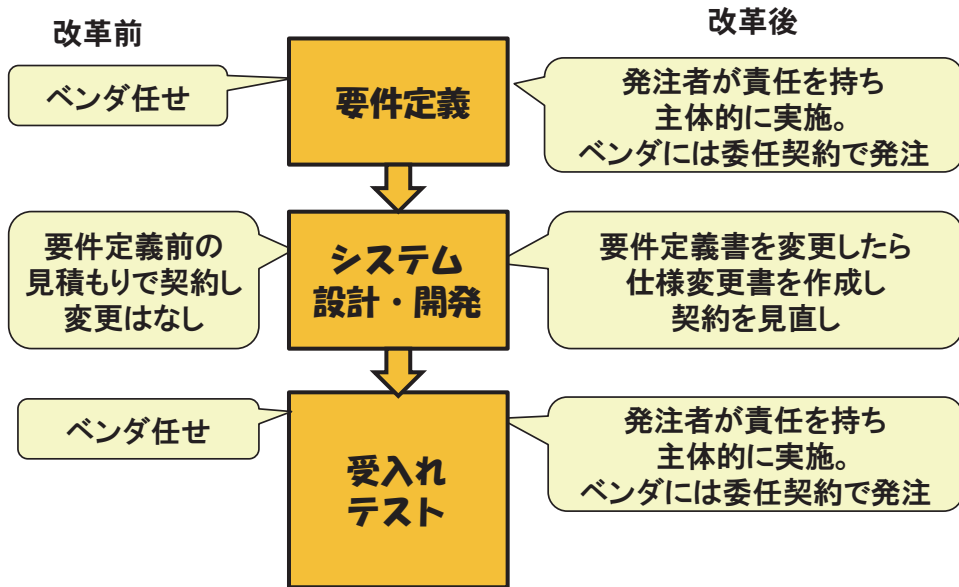 改革前
改革後
ベンダ任せ
要件定義
発注者が責任を持ち
主体的に実施。
ベンダには委任契約で発注
要件定義前の
見積もりで契約し
変更はなし
システム
設計・開発
要件定義書を変更したら
仕様変更書を作成し
契約を見直し
ベンダ任せ
受入れ
テスト
発注者が責任を持ち
主体的に実施。
ベンダには委任契約で発注